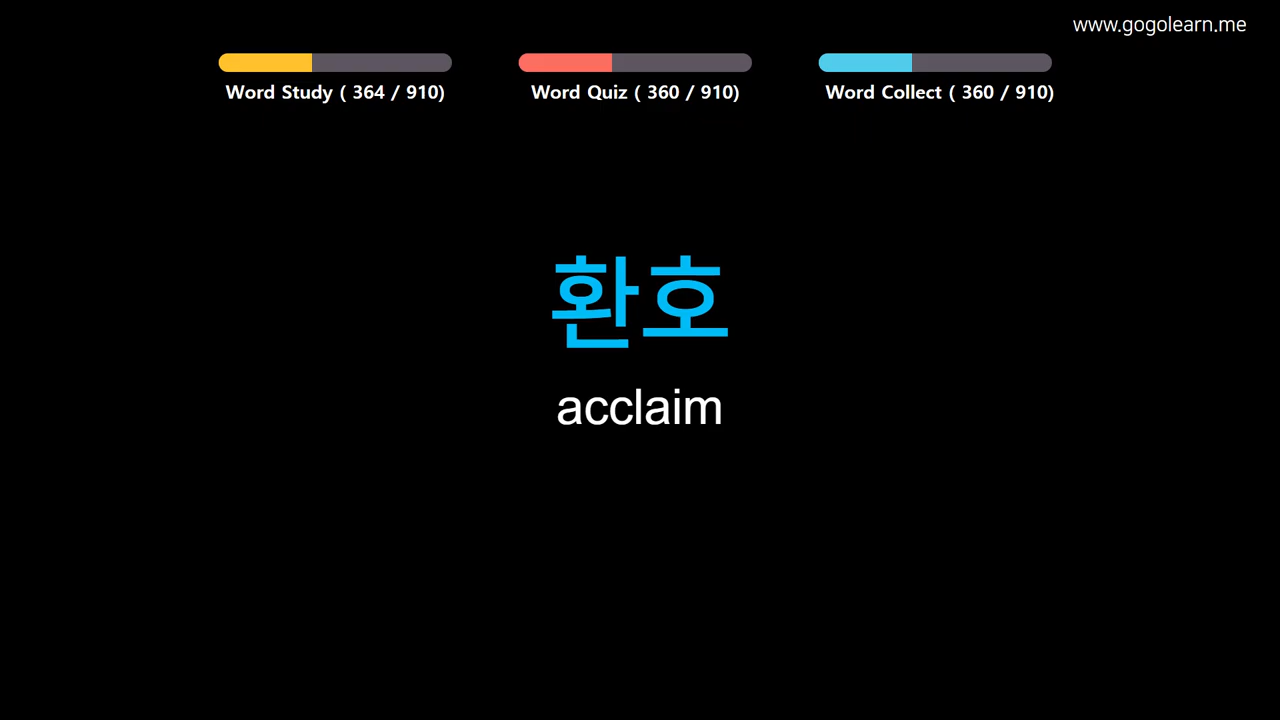 www.gogolearn.me
Word Study ( 364 / 910)
Word Quiz ( 360 / 910)
Word Collect ( 360 / 910)
환호
acclaim